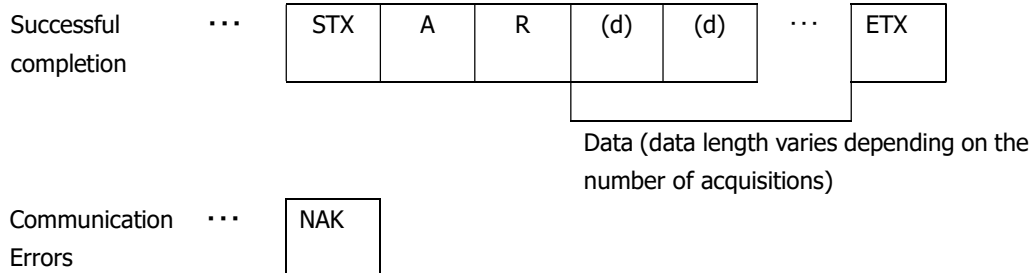 Successful ··· STX A R (d) (d) ··· ETX
completion
Data (data length varies depending on the
number of acquisitions)
Communication ··· NAK
Errors